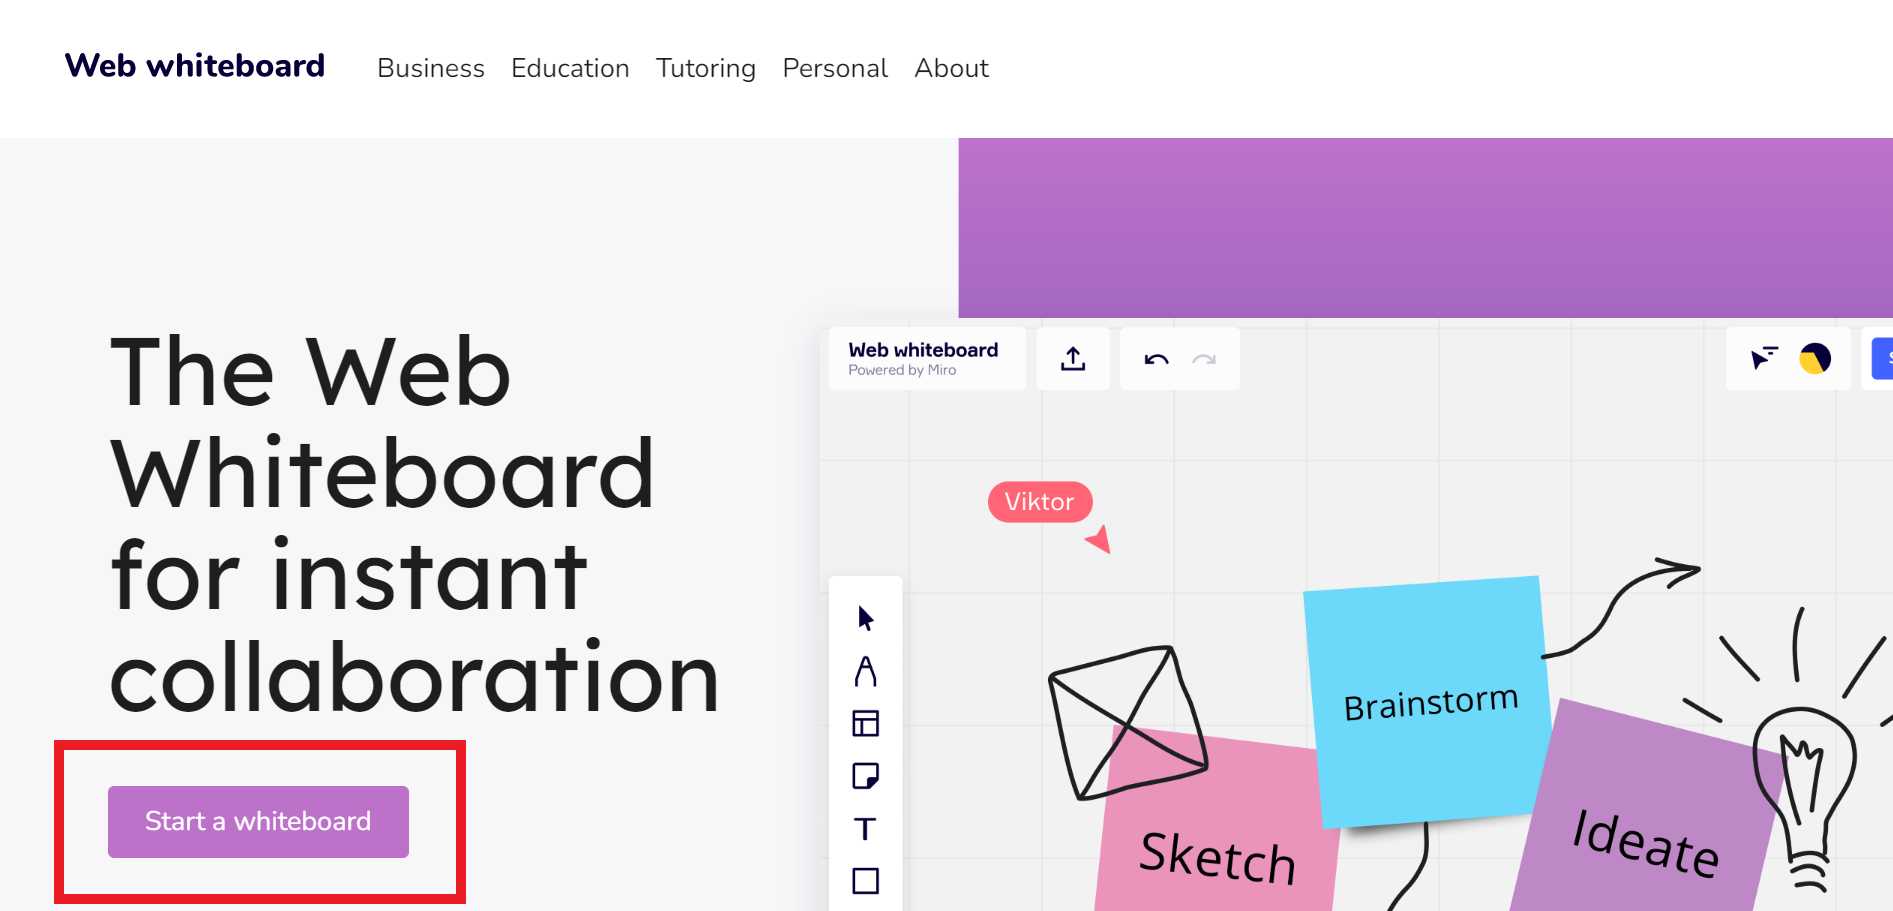 Web whiteboard
Business Education Tutoring Personal About
The Web
Whiteboard
for instant
collaboration
Start a whiteboard
Web whiteboard
Powered by Miro
Viktor
Brainstorm
Sketch
Ideate